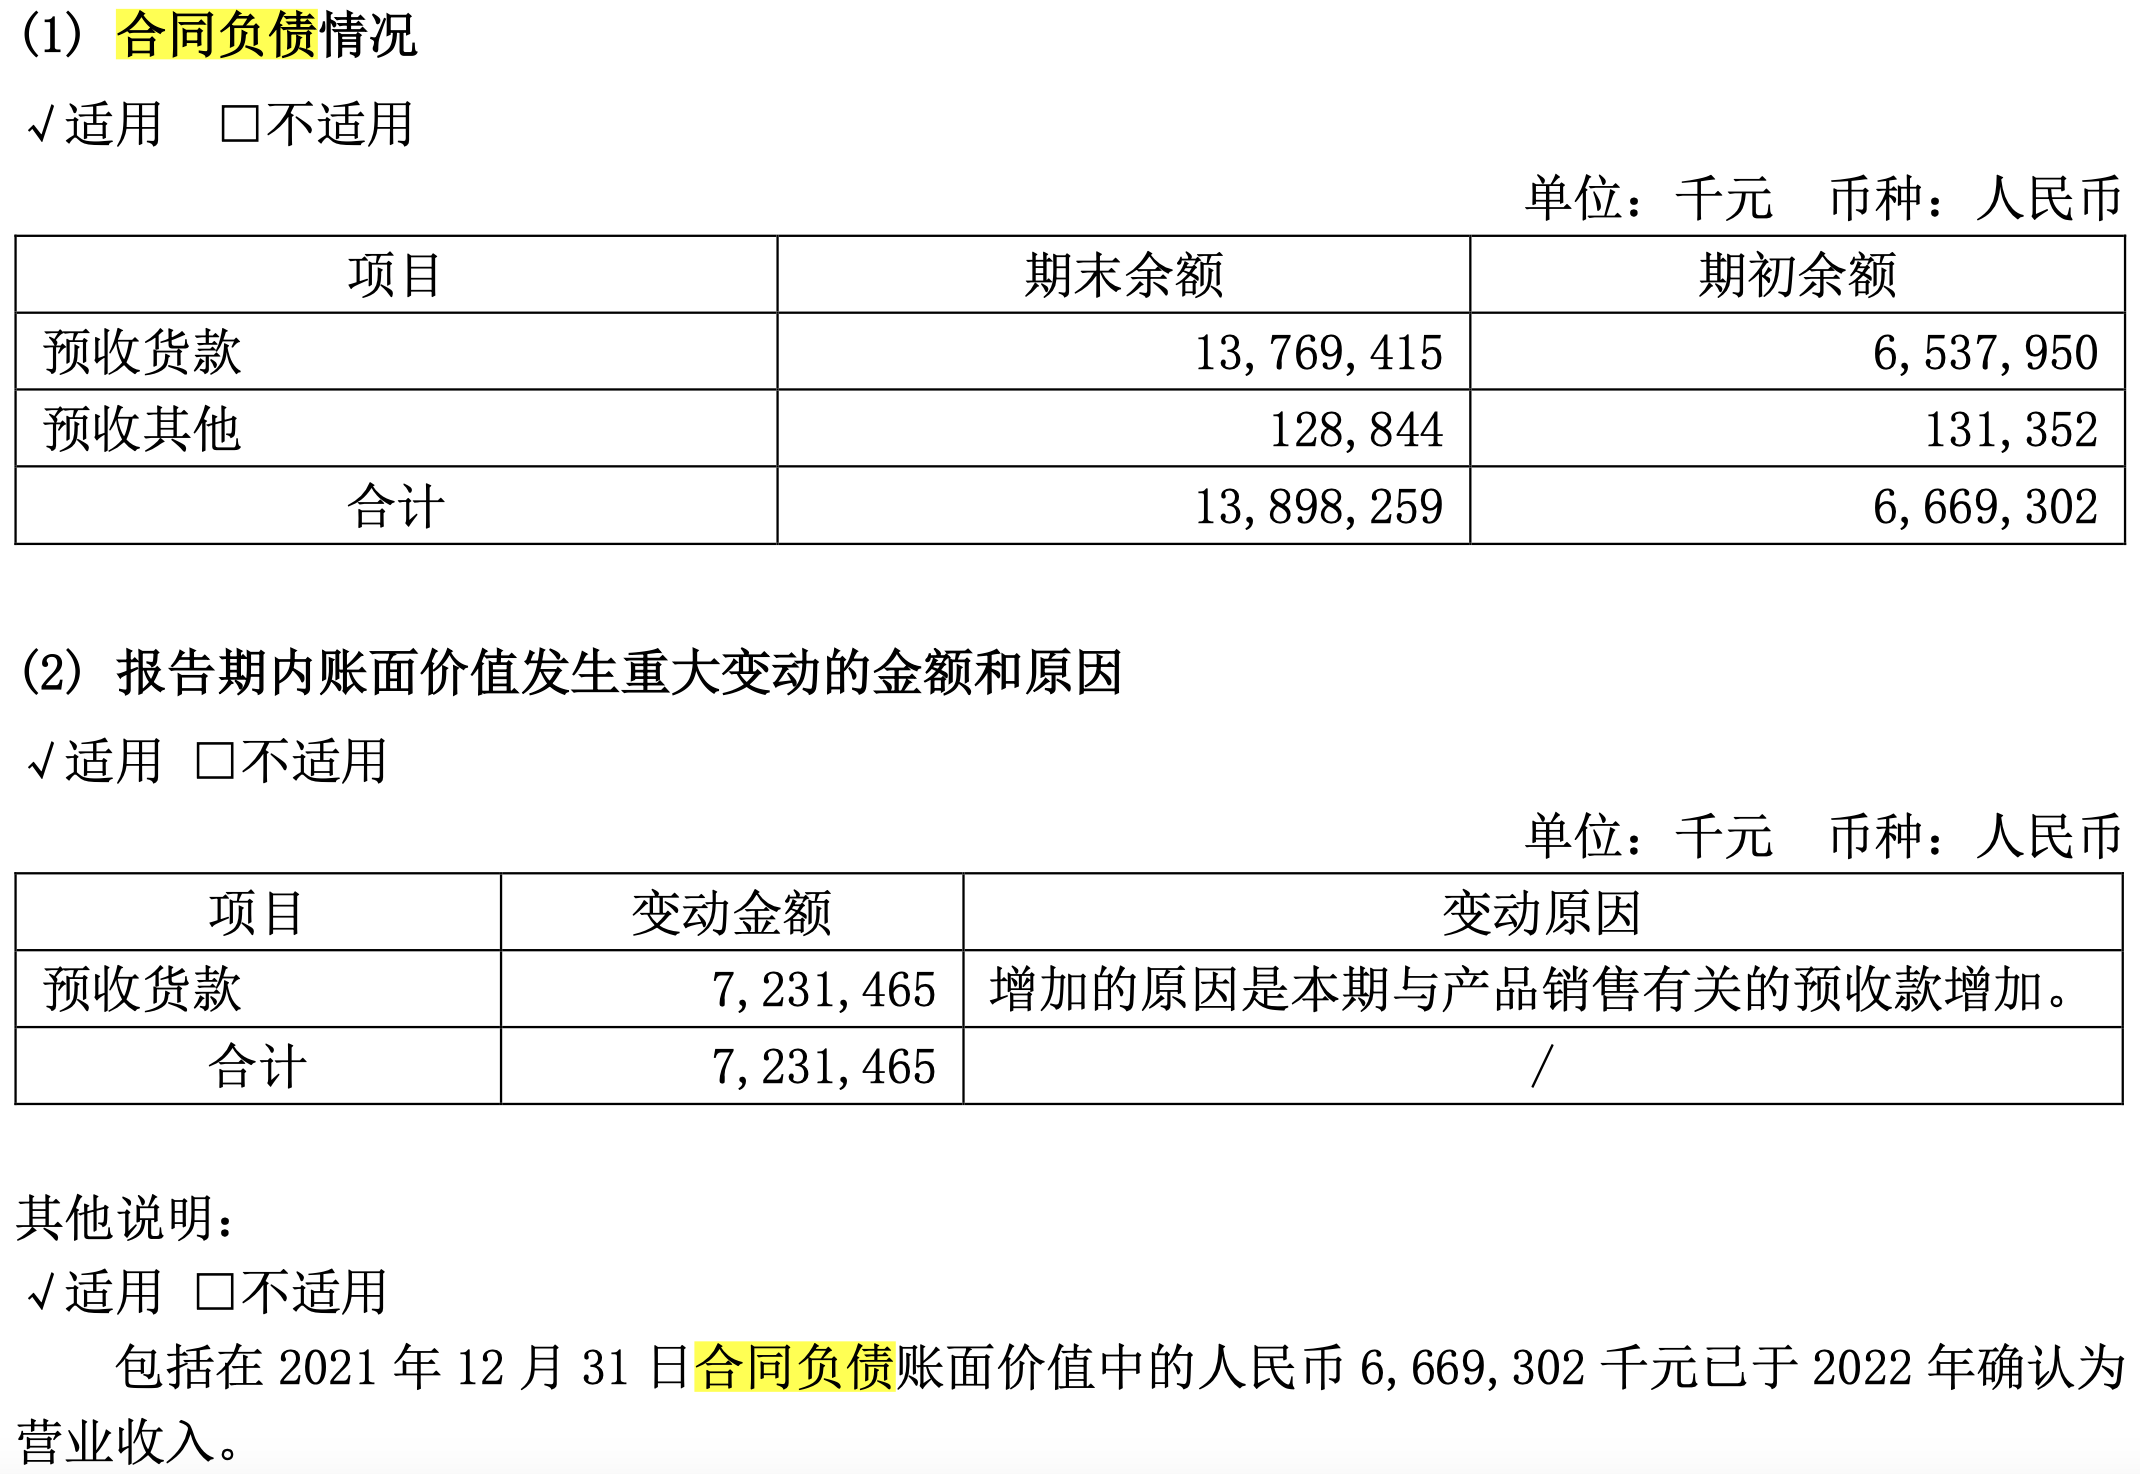 (1) 合同负债情况
√适用 □不适用
单位：千元 币种：人民币
项目 期末余额 期初余额
预收货款 13,769,415 6,537,950
预收其他 128,844 131,352
合计 13,898,259 6,669,302
(2) 报告期内账面价值发生重大变动的金额和原因
√适用 □不适用
单位：千元 币种：人民币
项目 变动金额 变动原因
预收货款 7,231,465 增加的原因是本期与产品销售有关的预收款增加。
合计 7,231,465 /
其他说明：
√适用 □不适用
包括在 2021 年 12 月 31 日合同负债账面价值中的人民币 6,669,302 千元已于 2022 年确认为
营业收入。